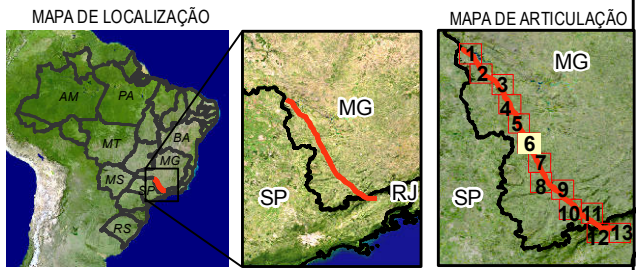 MAPA DE LOCALIZAÇÃO
AM
PA
MT
BA
MG
MS
SP
RS
MG
SP
RJ
MAPA DE ARTICULAÇÃO
MG
SP
1
2
3
4
5
6
7
8
9
10
11
12
13